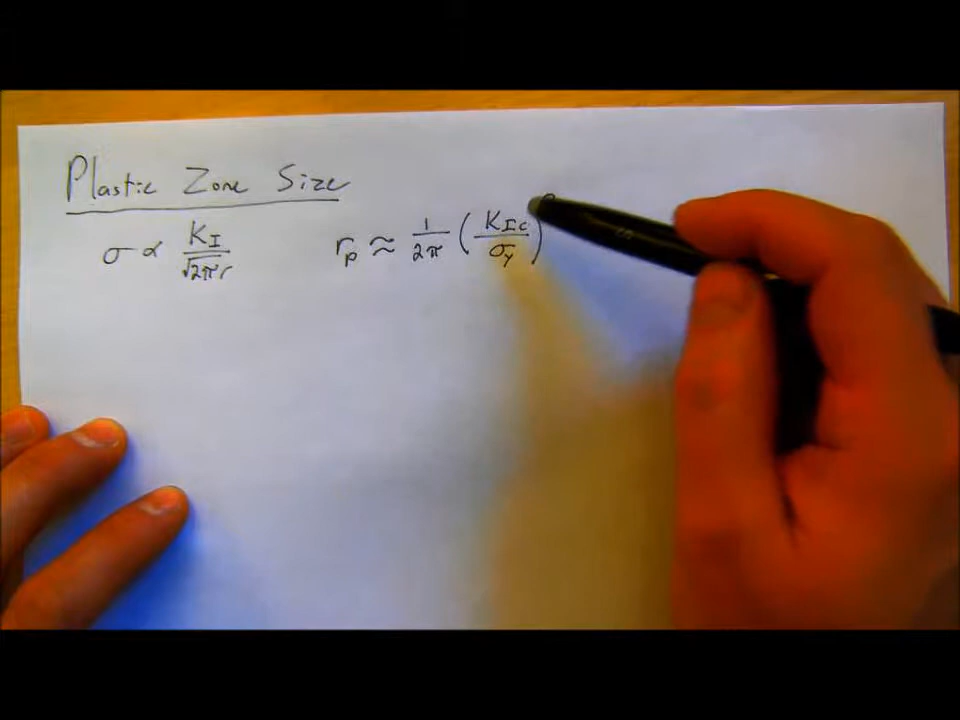 Plastic Zone Size
σ ∝ K_I / √(2πr)    r_p ≈ 1/2π (K_Ic / σ_y)